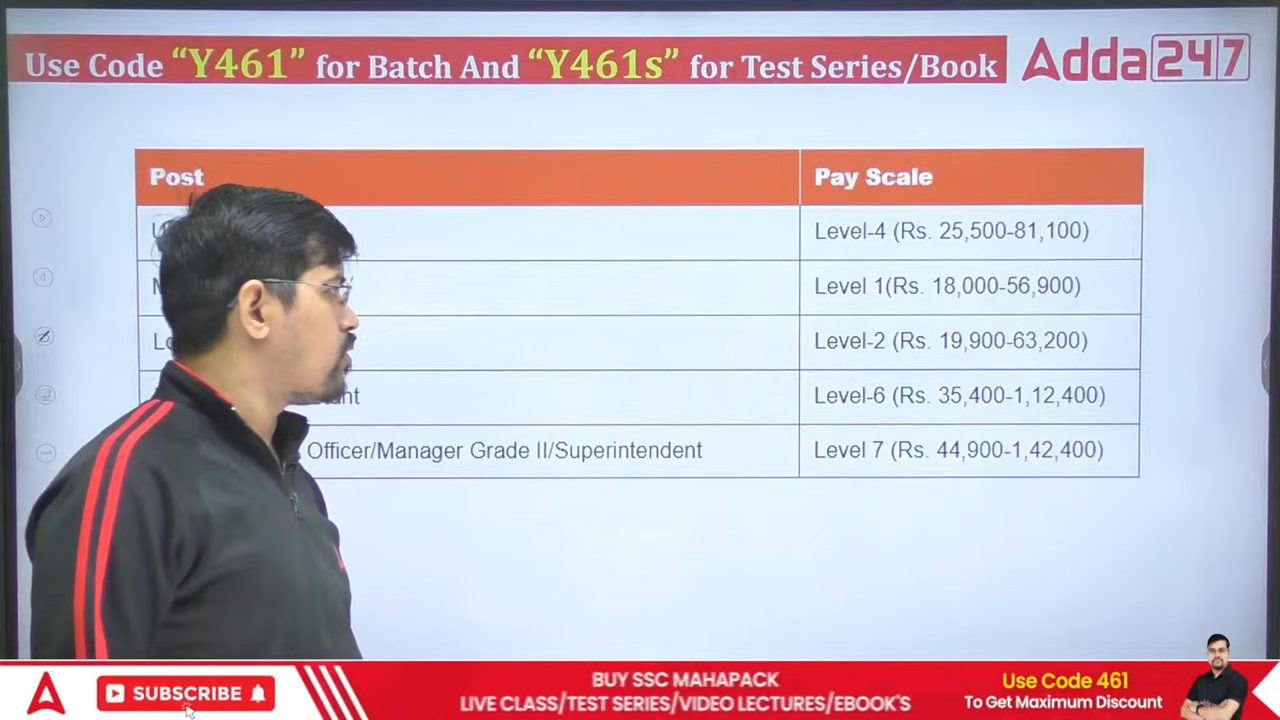 Use Code “Y461” for Batch And “Y461s” for Test Series/Book
Adda247
Post
Pay Scale
Level-4 (Rs. 25,500-81,100)
Level 1(Rs. 18,000-56,900)
Level-2 (Rs. 19,900-63,200)
Level-6 (Rs. 35,400-1,12,400)
Officer/Manager Grade II/Superintendent
Level 7 (Rs. 44,900-1,42,400)
SUBSCRIBE
BUY SSC MAHAPACK
LIVE CLASS/TEST SERIES/VIDEO LECTURES/EBOOK'S
Use Code 461
To Get Maximum Discount